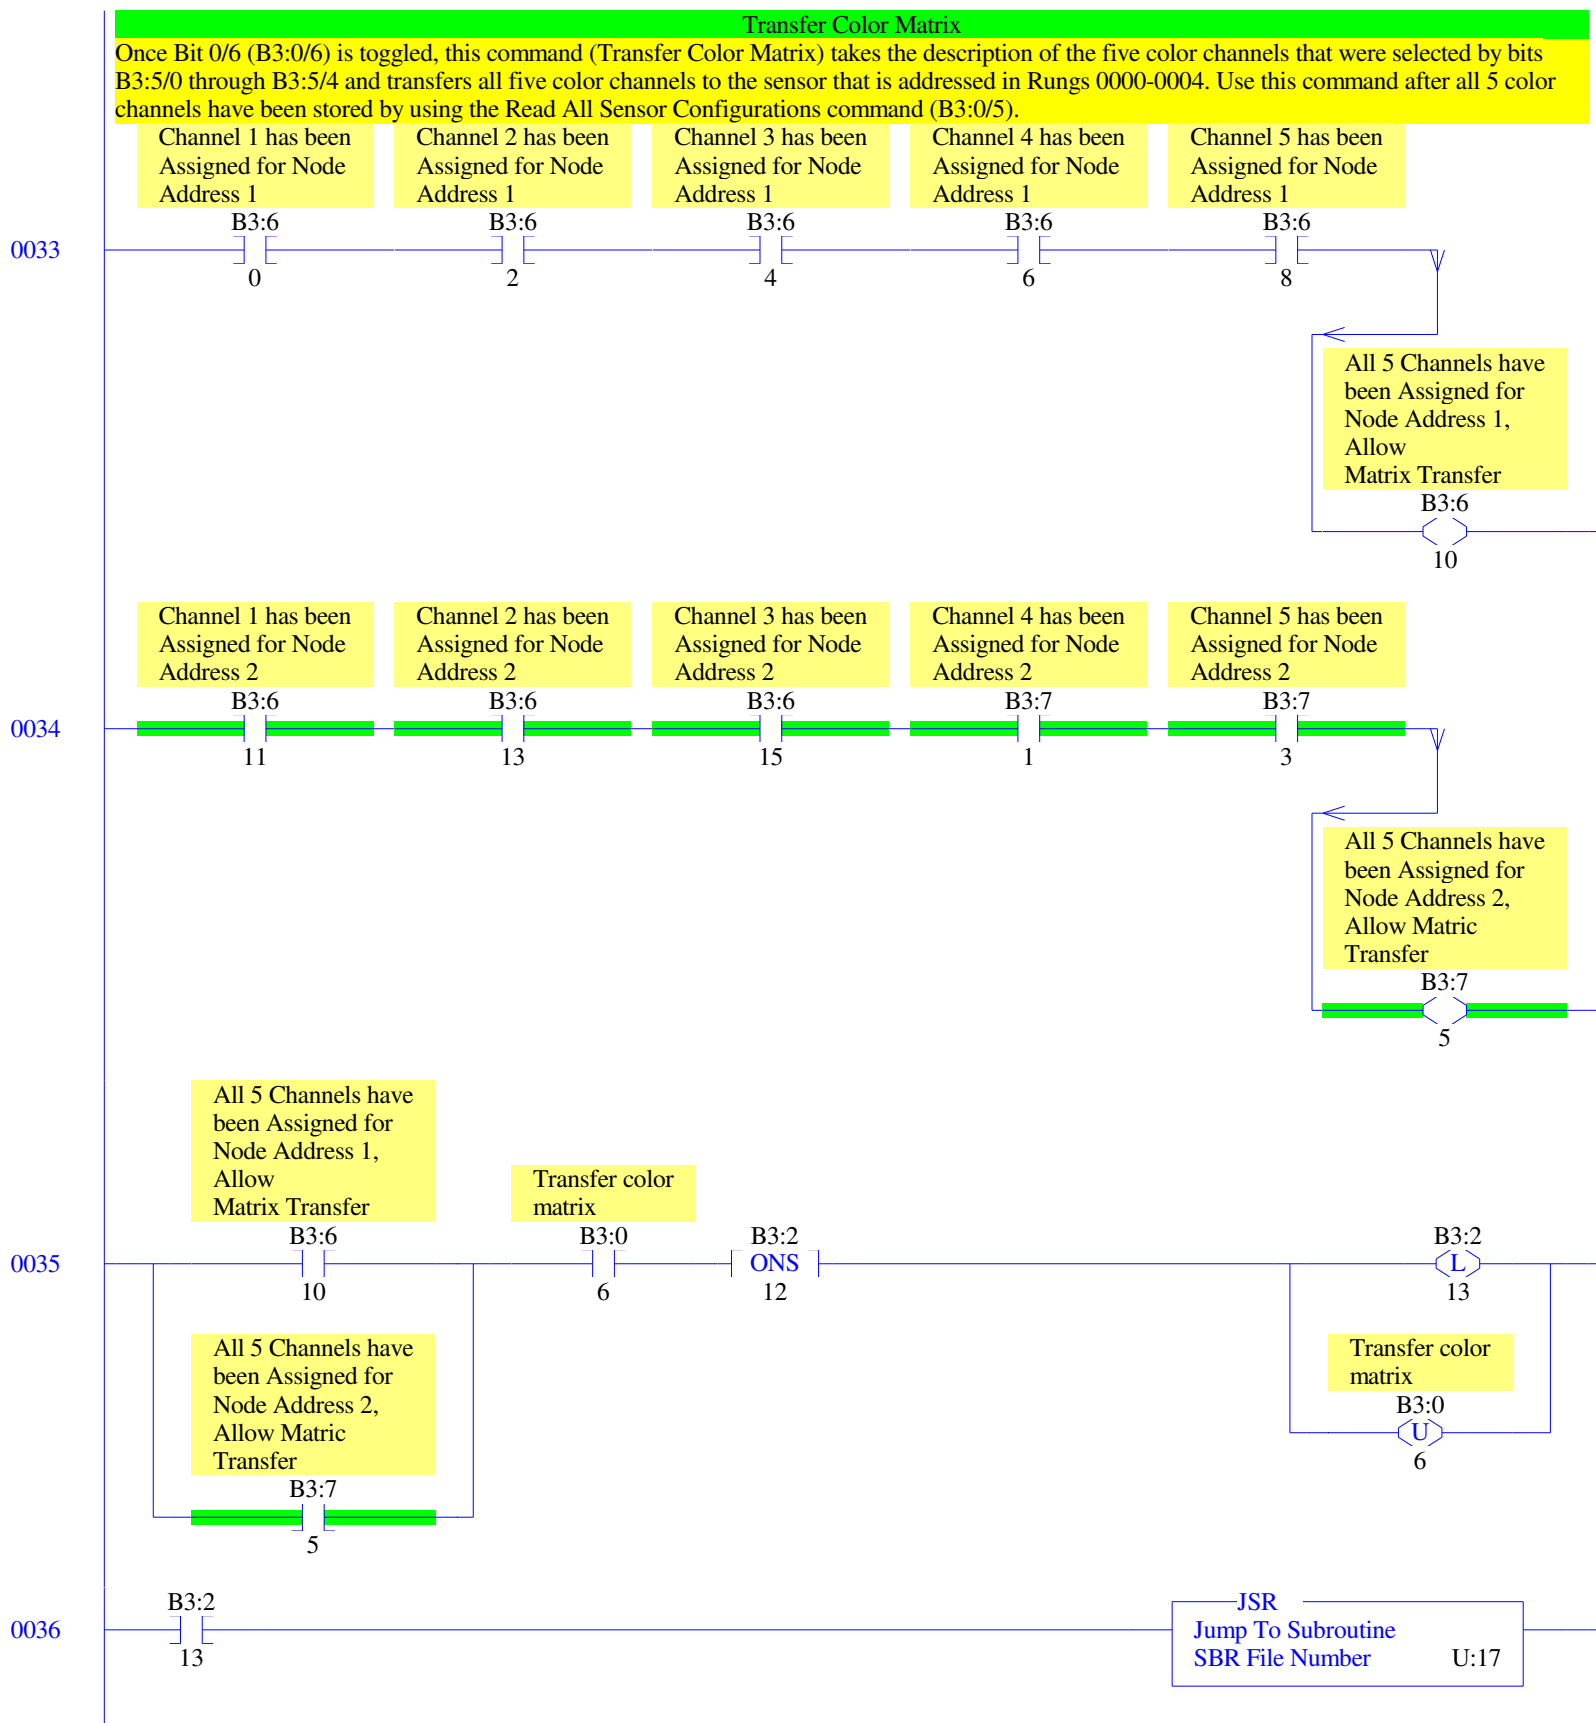 Transfer Color Matrix
Once Bit 0/6 (B3:0/6) is toggled, this command (Transfer Color Matrix) takes the description of the five color channels that were selected by bits
B3:5/0 through B3:5/4 and transfers all five color channels to the sensor that is addressed in Rungs 0000-0004. Use this command after all 5 color
channels have been stored by using the Read All Sensor Configurations command (B3:0/5).
Channel 1 has been
Assigned for Node
Address 1
B3:6
0
Channel 2 has been
Assigned for Node
Address 1
B3:6
2
Channel 3 has been
Assigned for Node
Address 1
B3:6
4
Channel 4 has been
Assigned for Node
Address 1
B3:6
6
Channel 5 has been
Assigned for Node
Address 1
B3:6
8
0033
All 5 Channels have
been Assigned for
Node Address 1,
Allow
Matrix Transfer
B3:6
10
Channel 1 has been
Assigned for Node
Address 2
B3:6
11
Channel 2 has been
Assigned for Node
Address 2
B3:6
13
Channel 3 has been
Assigned for Node
Address 2
B3:6
15
Channel 4 has been
Assigned for Node
Address 2
B3:7
1
Channel 5 has been
Assigned for Node
Address 2
B3:7
3
0034
All 5 Channels have
been Assigned for
Node Address 2,
Allow Matric
Transfer
B3:7
5
All 5 Channels have
been Assigned for
Node Address 1,
Allow
Matrix Transfer
B3:6
10
Transfer color
matrix
B3:0
6
B3:2
ONS
12
B3:2
L
13
0035
All 5 Channels have
been Assigned for
Node Address 2,
Allow Matric
Transfer
B3:7
5
Transfer color
matrix
B3:0
U
6
B3:2
13
0036
JSR
Jump To Subroutine
SBR File Number U:17